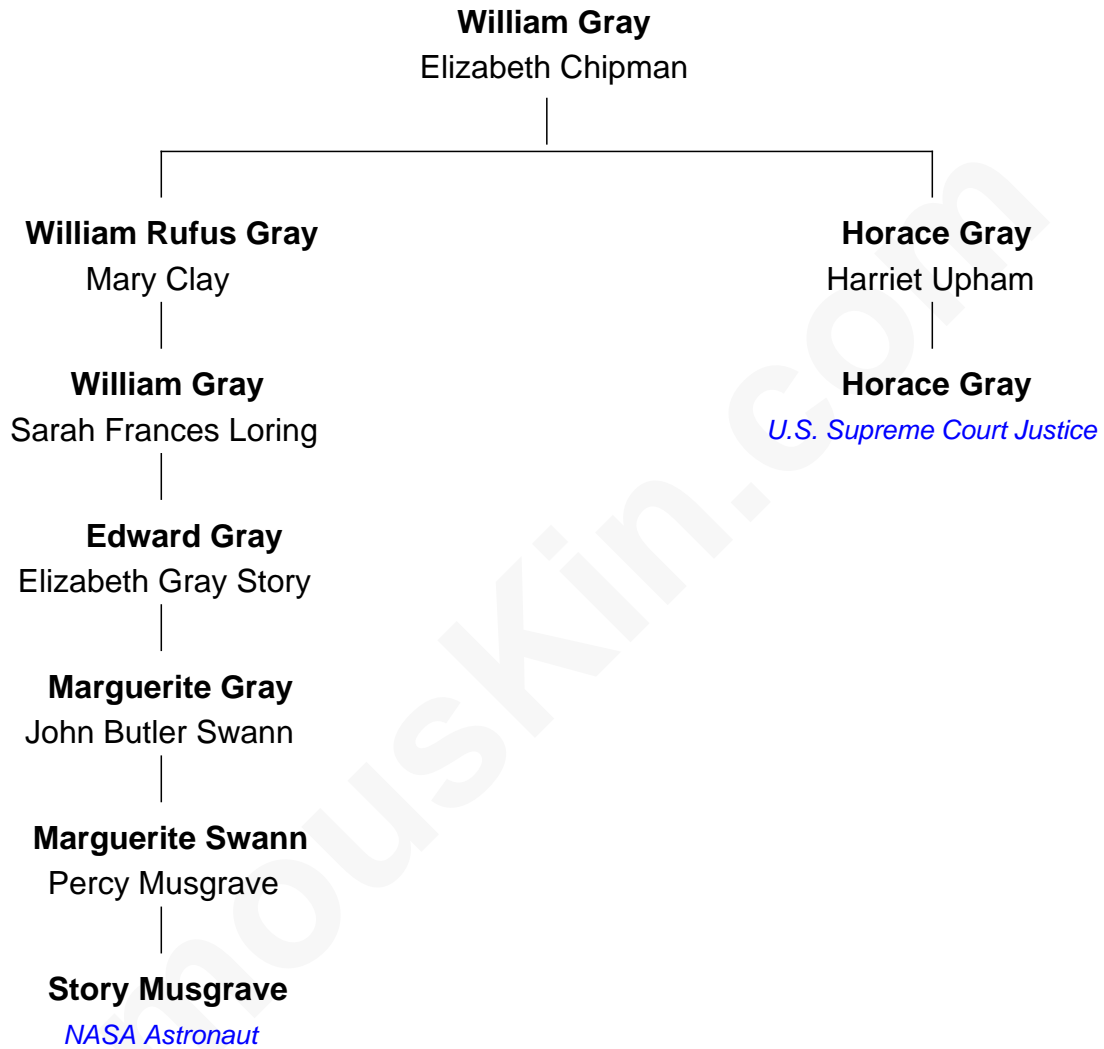 William Gray
Elizabeth Chipman
William Rufus Gray
Mary Clay
Horace Gray
Harriet Upham
William Gray
Sarah Frances Loring
Horace Gray
U.S. Supreme Court Justice
Edward Gray
Elizabeth Gray Story
Marguerite Gray
John Butler Swann
Marguerite Swann
Percy Musgrave
Story Musgrave
NASA Astronaut
mousKin.com